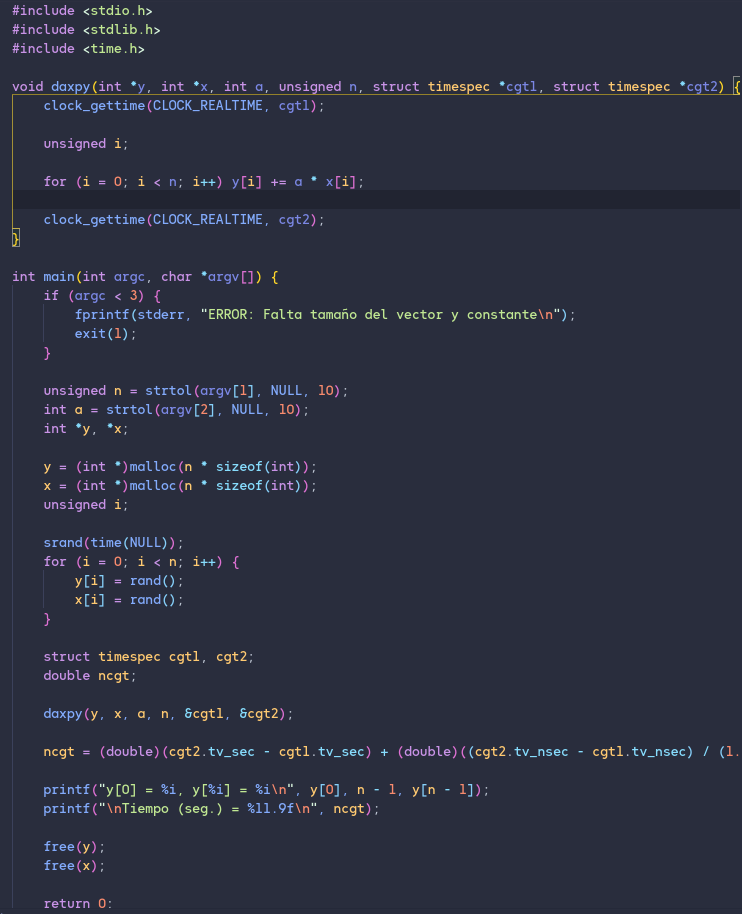 #include <stdio.h>
#include <stdlib.h>
#include <time.h>
void daxpy(int *y, int *x, int a, unsigned n, struct timespec *cgt1, struct timespec *cgt2) {
    clock_gettime(CLOCK_REALTIME, cgt1);
    unsigned i;
    for (i = 0; i < n; i++) y[i] += a * x[i];
    clock_gettime(CLOCK_REALTIME, cgt2);
}
int main(int argc, char *argv[]) {
    if (argc < 3) {
        fprintf(stderr, "ERROR: Falta tamaño del vector y constante\n");
        exit(1);
    }
    unsigned n = strtol(argv[1], NULL, 10);
    int a = strtol(argv[2], NULL, 10);
    int *y, *x;
    y = (int *)malloc(n * sizeof(int));
    x = (int *)malloc(n * sizeof(int));
    unsigned i;
    srand(time(NULL));
    for (i = 0; i < n; i++) {
        y[i] = rand();
        x[i] = rand();
    }
    struct timespec cgt1, cgt2;
    double ncgt;
    daxpy(y, x, a, n, &cgt1, &cgt2);
    ncgt = (double)(cgt2.tv_sec - cgt1.tv_sec) + (double)((cgt2.tv_nsec - cgt1.tv_nsec) / (1.
    printf("y[0] = %i, y[%i] = %i\n", y[0], n - 1, y[n - 1]);
    printf("\nTiempo (seg.) = %11.9f\n", ncgt);
    free(y);
    free(x);
    return 0;